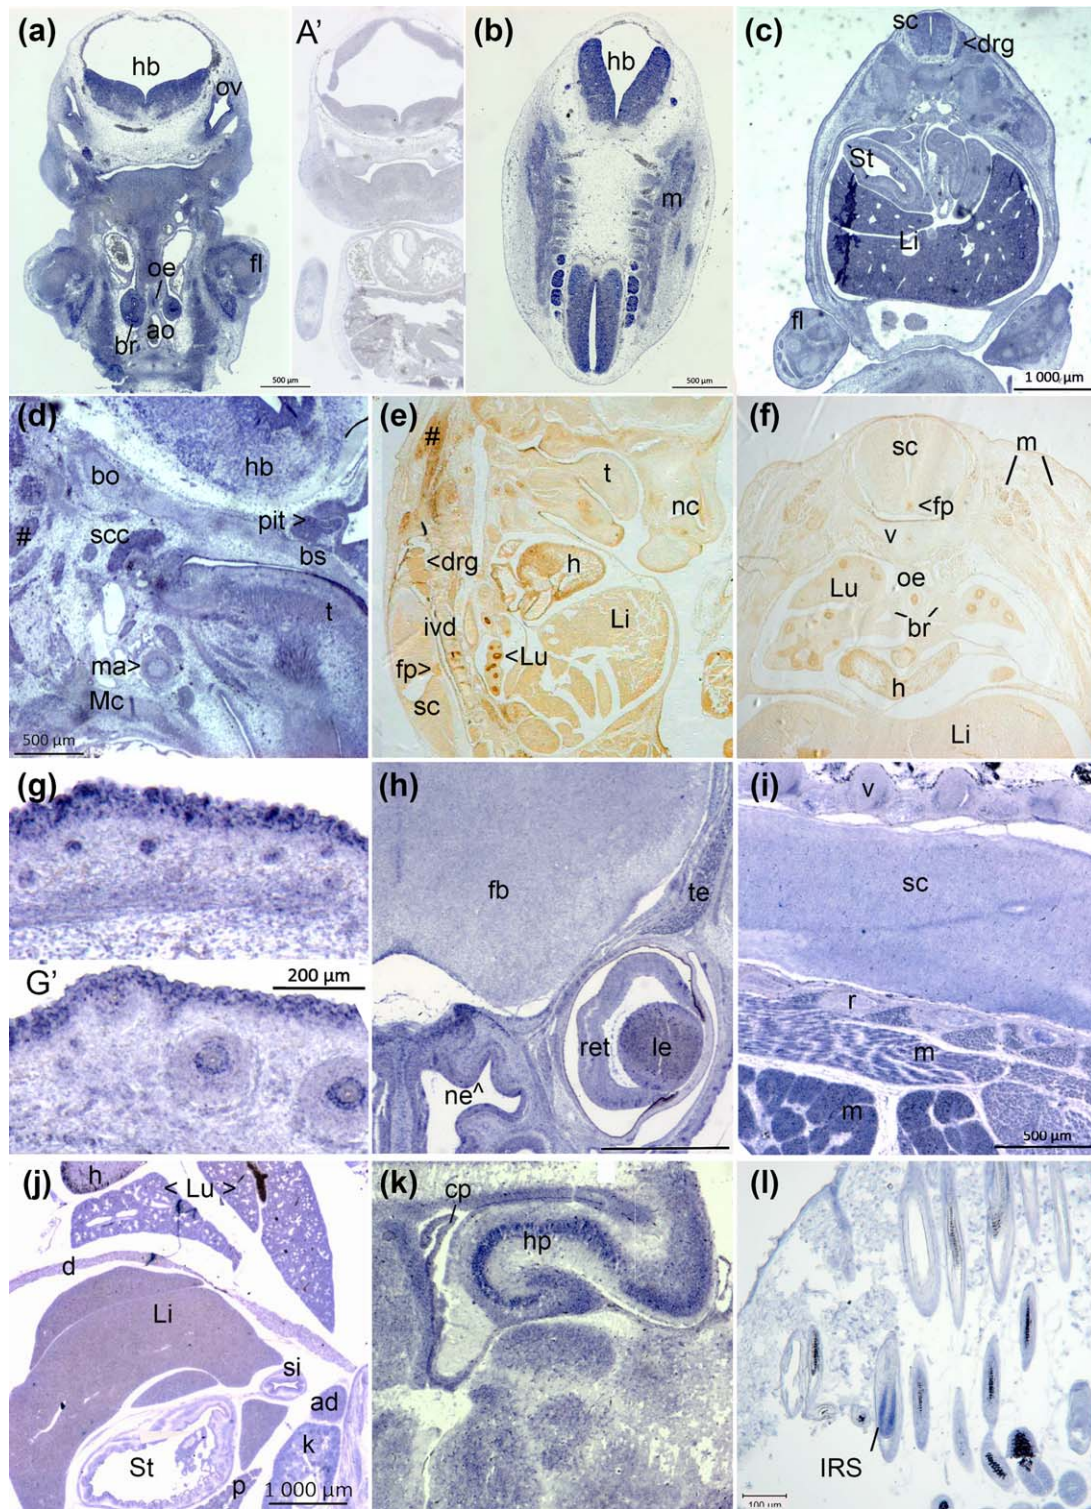 (a)
hb
ov
oe
fl
br
ao
500 µm
A'
(b)
hb
m
500 µm
(c)
sc
<drg
St
Li
fl
1 000 µm
(d)
bo
hb
#
scc
pit>
bs
t
ma>
Mc
500 µm
(e)
#
t
nc
<drg
h
ivd
Li
fp>
<Lu
sc
(f)
sc
m
<fp
v
Lu
oe
br
h
Li
(g)
G'
200 µm
(h)
fb
te
ret
le
ne^
(i)
v
sc
r
m
m
500 µm
(j)
h
< Lu >
d
Li
si
ad
k
St
p
1 000 µm
(k)
cp
hp
(l)
IRS
100 µm